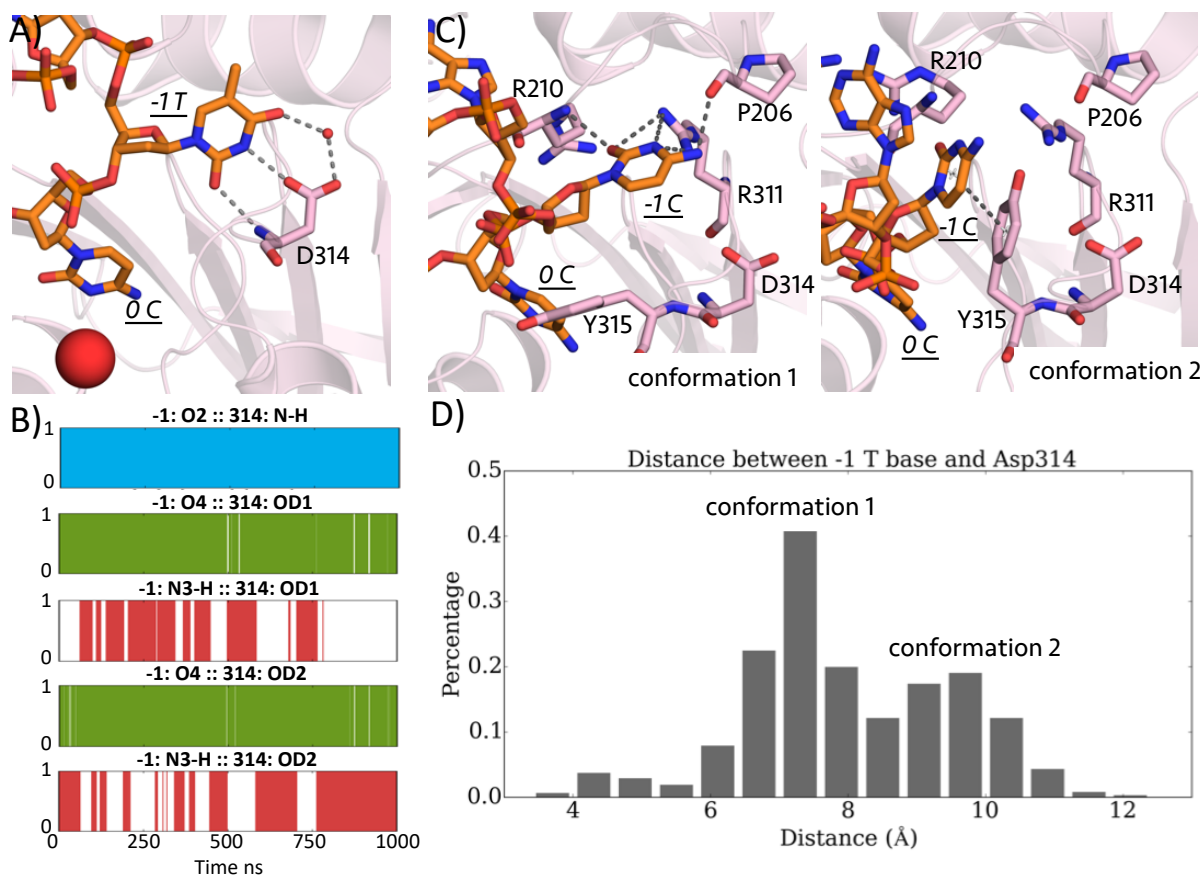 A)
-1T
D314
0 C
C)
R210
P206
R311
-1 C
0 C
D314
Y315
conformation 1
R210
P206
R311
-1 C
D314
Y315
0 C
conformation 2
B)
-1: O2 :: 314: N-H
1
0
-1: O4 :: 314: OD1
1
0
-1: N3-H :: 314: OD1
1
0
-1: O4 :: 314: OD2
1
0
-1: N3-H :: 314: OD2
1
0
0 250 500 750 1000
Time ns
D)
Distance between -1 T base and Asp314
conformation 1
conformation 2
Percentage
0.5
0.4
0.3
0.2
0.1
0.0
4 6 8 10 12
Distance (Å)